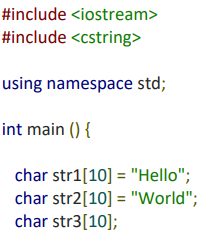 #include <iostream>
#include <cstring>
using namespace std;
int main () {
char str1[10] = "Hello";
char str2[10] = "World";
char str3[10];